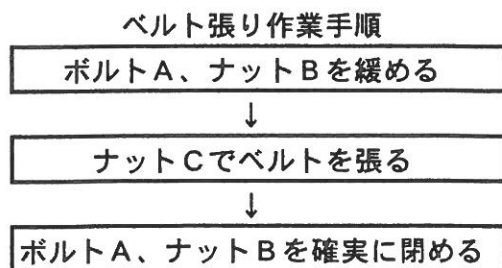 ベルト張り作業手順
ボルトA、ナットBを緩める
↓
ナットCでベルトを張る
↓
ボルトA、ナットBを確実に閉める